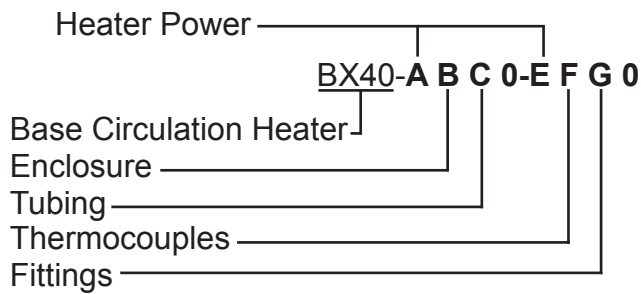 Heater Power
BX40-A B C 0-E F G 0
Base Circulation Heater
Enclosure
Tubing
Thermocouples
Fittings